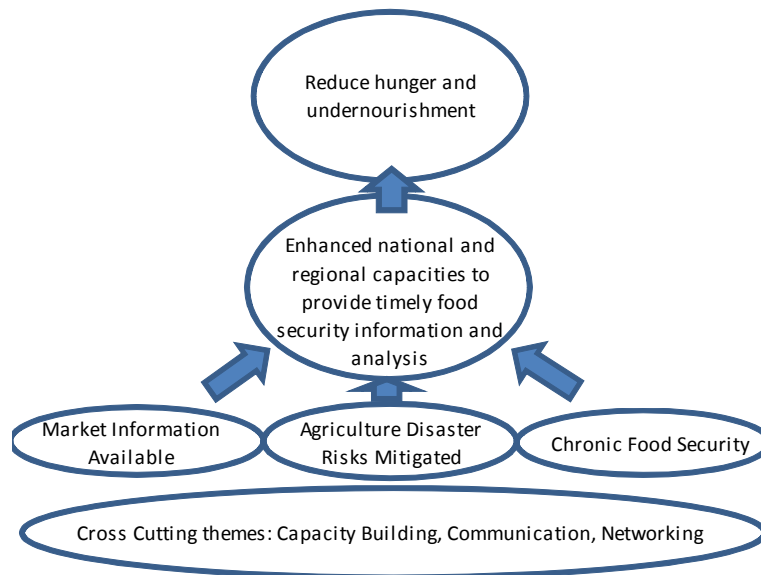 Reduce hunger and
undernourishment
Enhanced national and
regional capacities to
provide timely food
security information and
analysis
Market Information
Available
Agriculture Disaster
Risks Mitigated
Chronic Food Security
Cross Cutting themes: Capacity Building, Communication, Networking